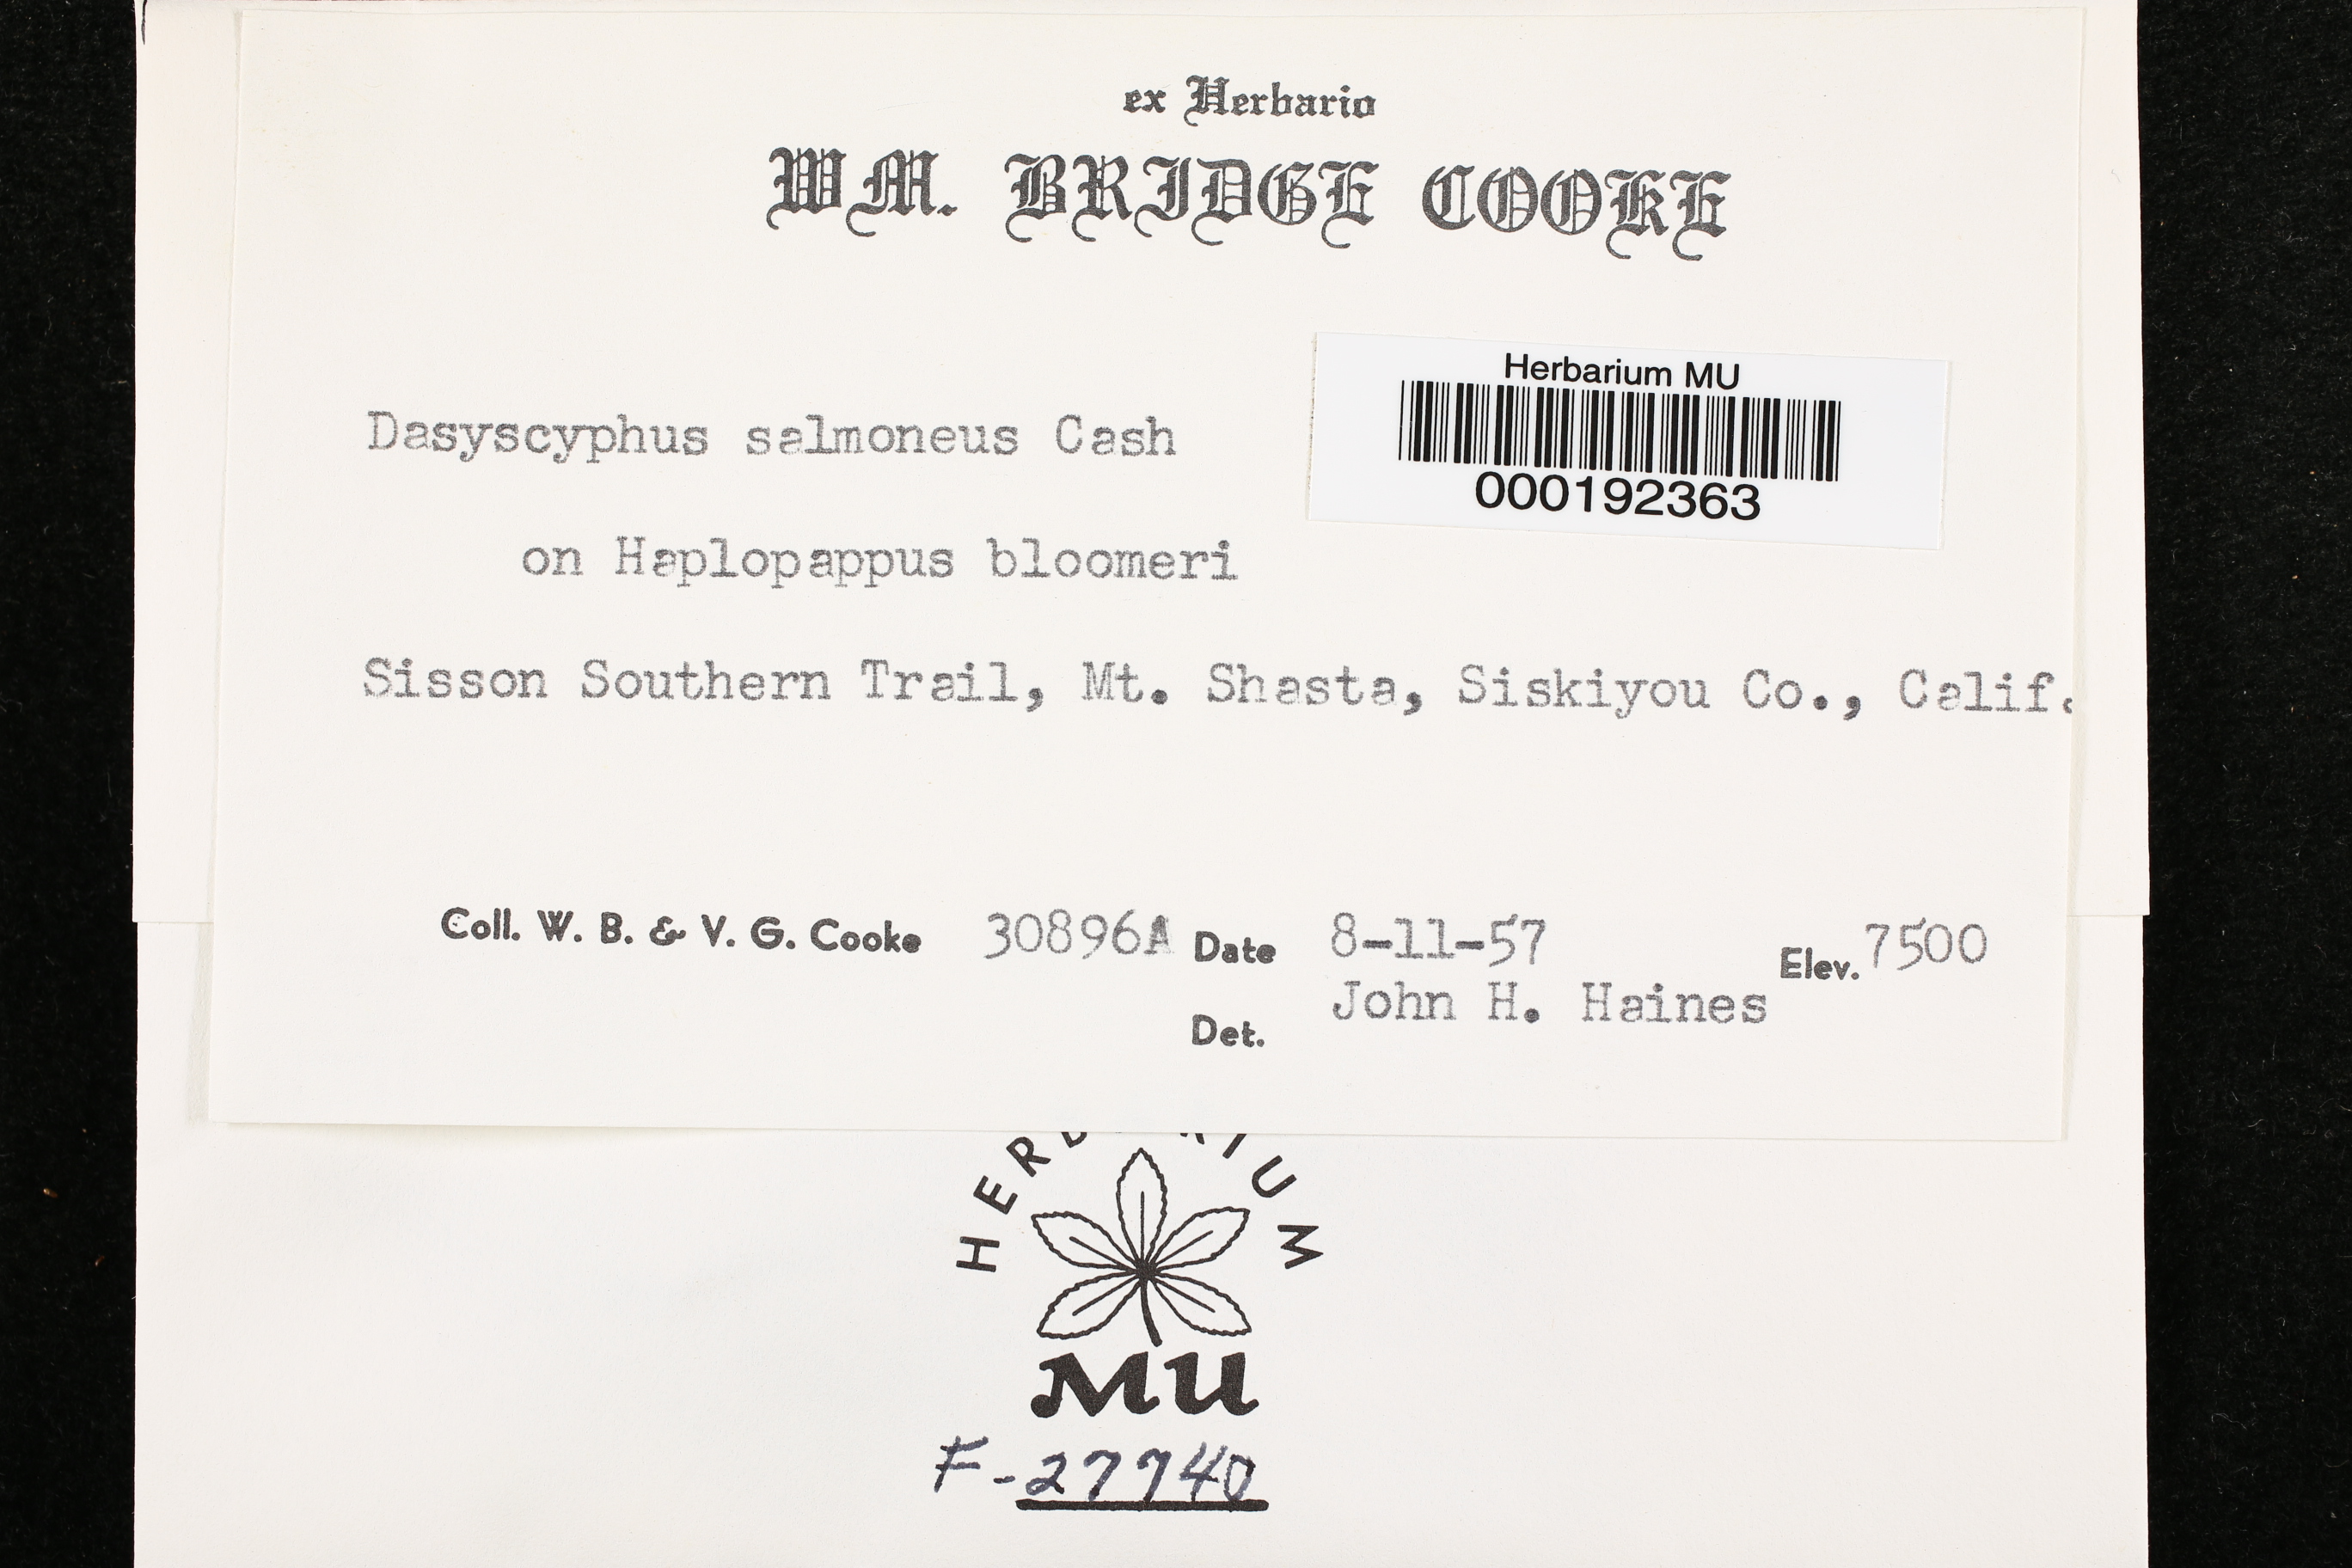 ex Herbario
WM. BRIDGE COOKE
Herbarium MU
000192363
Dasyscyphus salmoneus Cash
on Haplopappus bloomeri
Sisson Southern Trail, Mt. Shasta, Siskiyou Co., Calif.
Coll. W. B. & V. G. Cooke 30896A Date 8-11-57 Elev. 7500
Det. John H. Haines
HERBARIUM
MU
F-27740